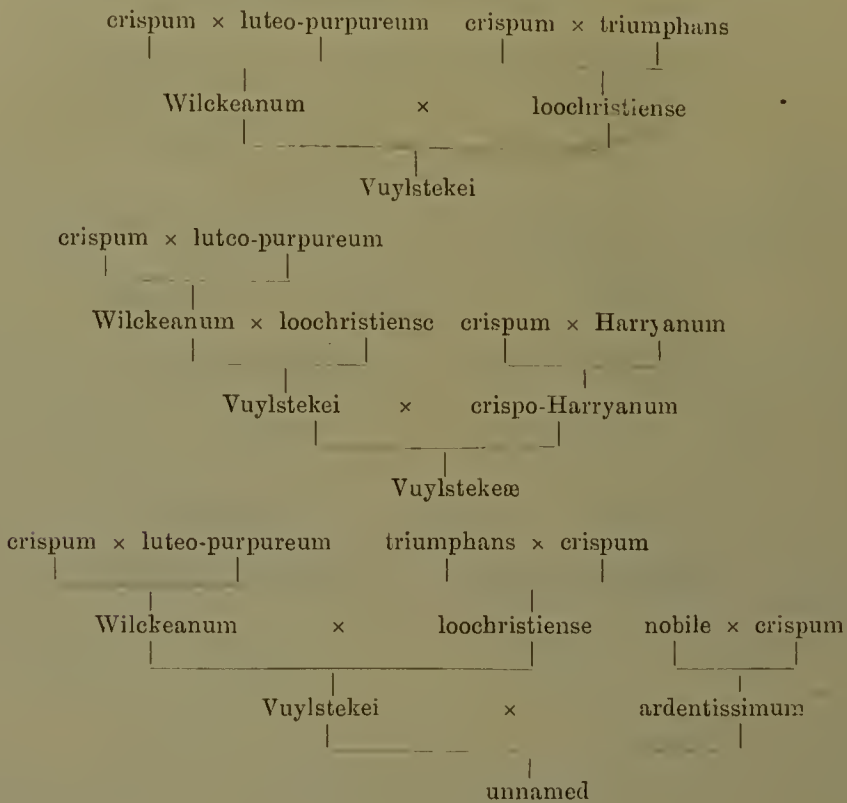 crispum × luteo-purpureum crispum × triumphans
Wilckeanum × loochristiense
Vuylstekei
crispum × luteo-purpureum
Wilckeanum × loochristiense crispum × Harryanum
Vuylstekei × crispo-Harryanum
Vuylstekeæ
crispum × luteo-purpureum triumphans × crispum
Wilckeanum × loochristiense nobile × crispum
Vuylstekei × ardentissimum
unnamed